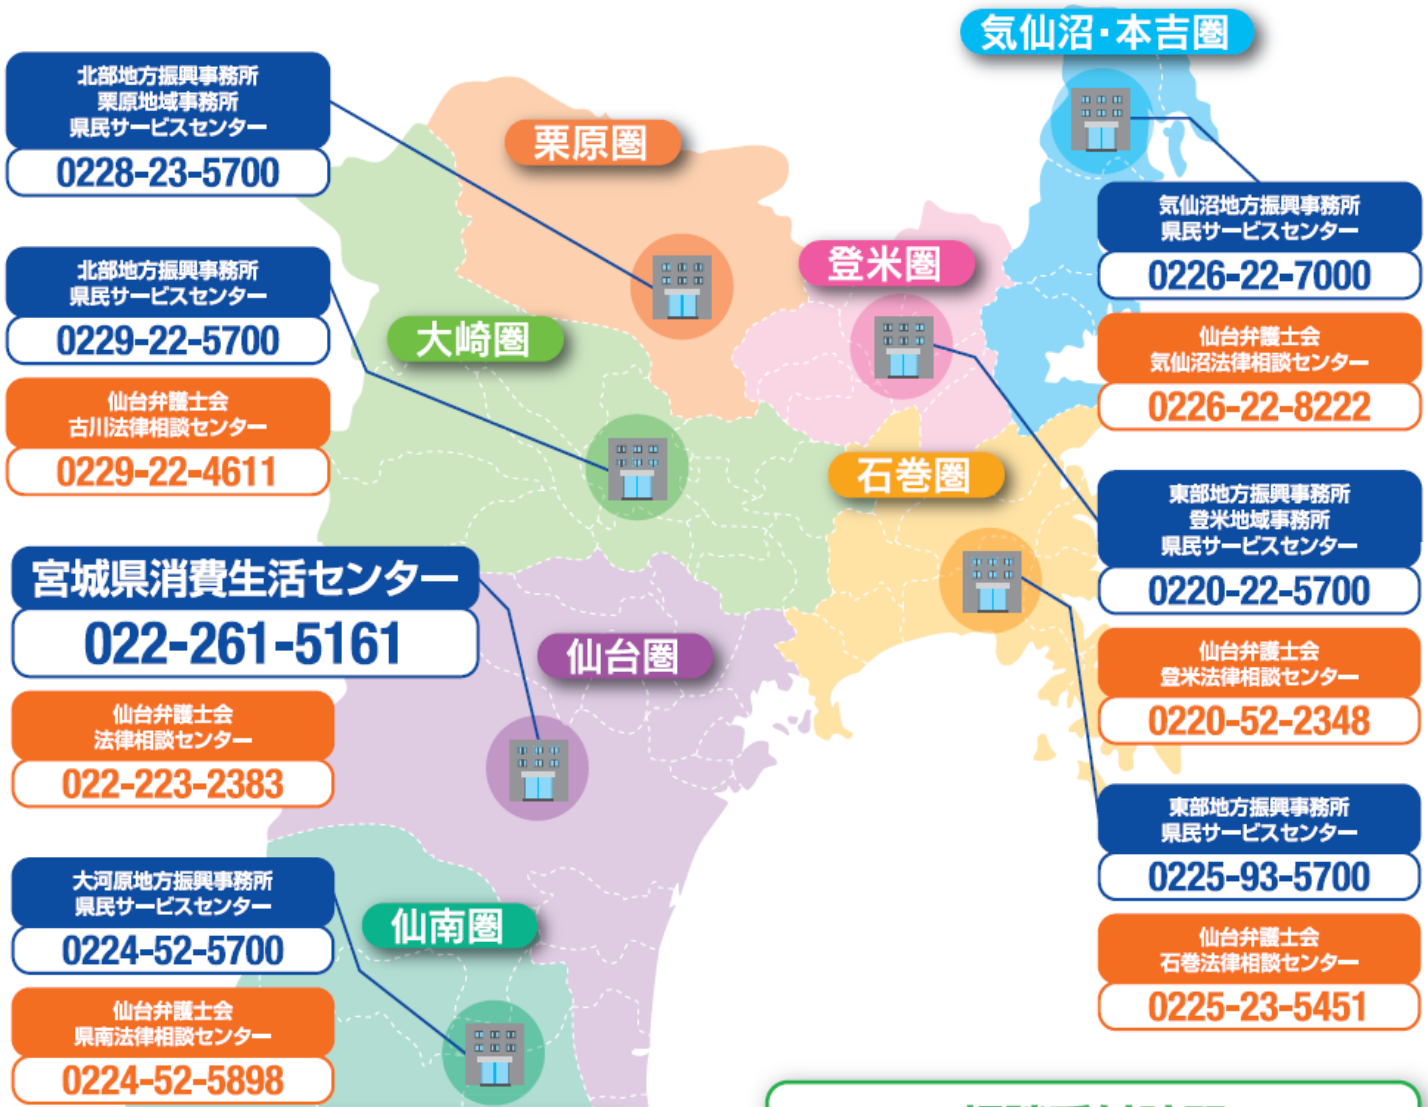 気仙沼・本吉圏
北部地方振興事務所
栗原地域事務所
県民サービスセンター
0228-23-5700
栗原圏
気仙沼地方振興事務所
県民サービスセンター
0226-22-7000
登米圏
北部地方振興事務所
県民サービスセンター
0229-22-5700
大崎圏
仙台弁護士会
気仙沼法律相談センター
0226-22-8222
仙台弁護士会
古川法律相談センター
0229-22-4611
石巻圏
東部地方振興事務所
登米地域事務所
県民サービスセンター
0220-22-5700
宮城県消費生活センター
022-261-5161
仙台圏
仙台弁護士会
登米法律相談センター
0220-52-2348
仙台弁護士会
法律相談センター
022-223-2383
東部地方振興事務所
県民サービスセンター
0225-93-5700
大河原地方振興事務所
県民サービスセンター
0224-52-5700
仙南圏
仙台弁護士会
石巻法律相談センター
0225-23-5451
仙台弁護士会
県南法律相談センター
0224-52-5898